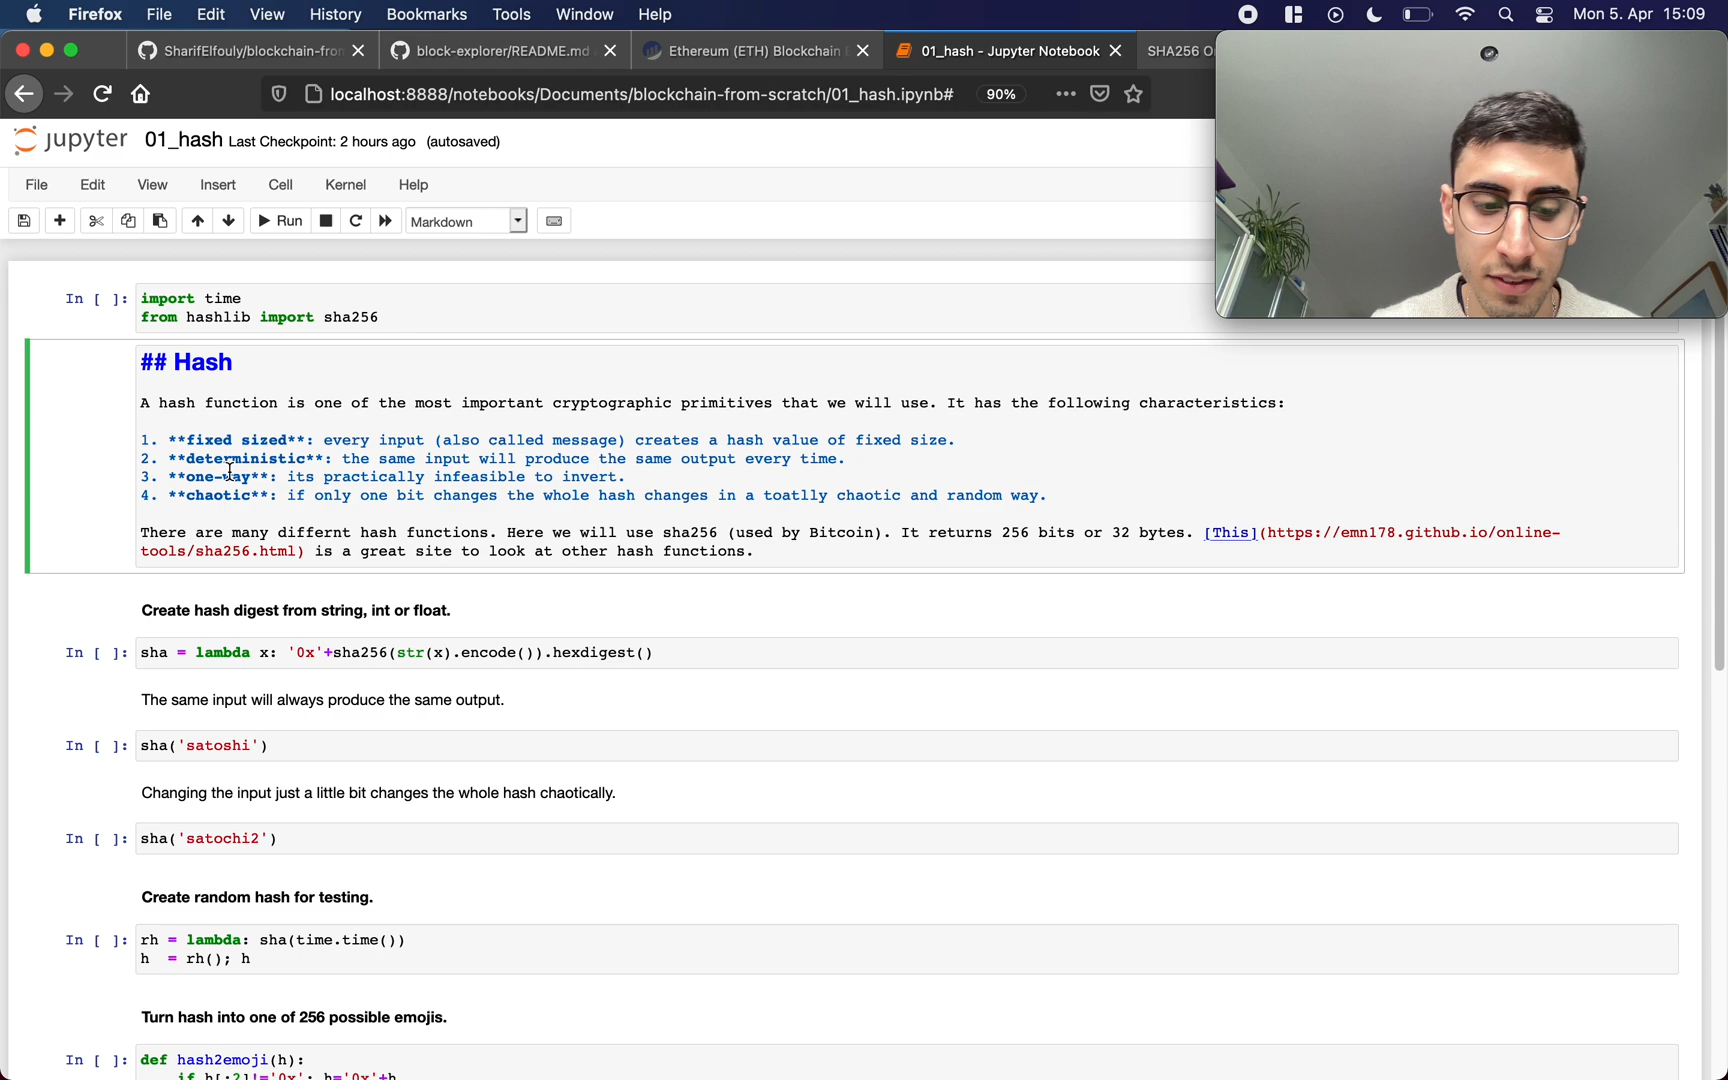 Firefox File Edit View History Bookmarks Tools Window Help Mon 5. Apr 15:09
SharifElfouly/blockchain-from block-explorer/README.md Ethereum (ETH) Blockchain E 01_hash - Jupyter Notebook SHA256 O
localhost:8888/notebooks/Documents/blockchain-from-scratch/01_hash.ipynb# 90%
jupyter 01_hash Last Checkpoint: 2 hours ago (autosaved)
File Edit View Insert Cell Kernel Help
Run Markdown
In [ ]: import time
from hashlib import sha256
## Hash
A hash function is one of the most important cryptographic primitives that we will use. It has the following characteristics:
1. **fixed sized**: every input (also called message) creates a hash value of fixed size.
2. **deterministic**: the same input will produce the same output every time.
3. **one-way**: its practically infeasible to invert.
4. **chaotic**: if only one bit changes the whole hash changes in a toatlly chaotic and random way.
There are many differnt hash functions. Here we will use sha256 (used by Bitcoin). It returns 256 bits or 32 bytes. [This](https://emn178.github.io/online-
tools/sha256.html) is a great site to look at other hash functions.
Create hash digest from string, int or float.
In [ ]: sha = lambda x: '0x'+sha256(str(x).encode()).hexdigest()
The same input will always produce the same output.
In [ ]: sha('satoshi')
Changing the input just a little bit changes the whole hash chaotically.
In [ ]: sha('satochi2')
Create random hash for testing.
In [ ]: rh = lambda: sha(time.time())
h = rh(); h
Turn hash into one of 256 possible emojis.
In [ ]: def hash2emoji(h):
if h[:2]!='0x': h='0x'+h